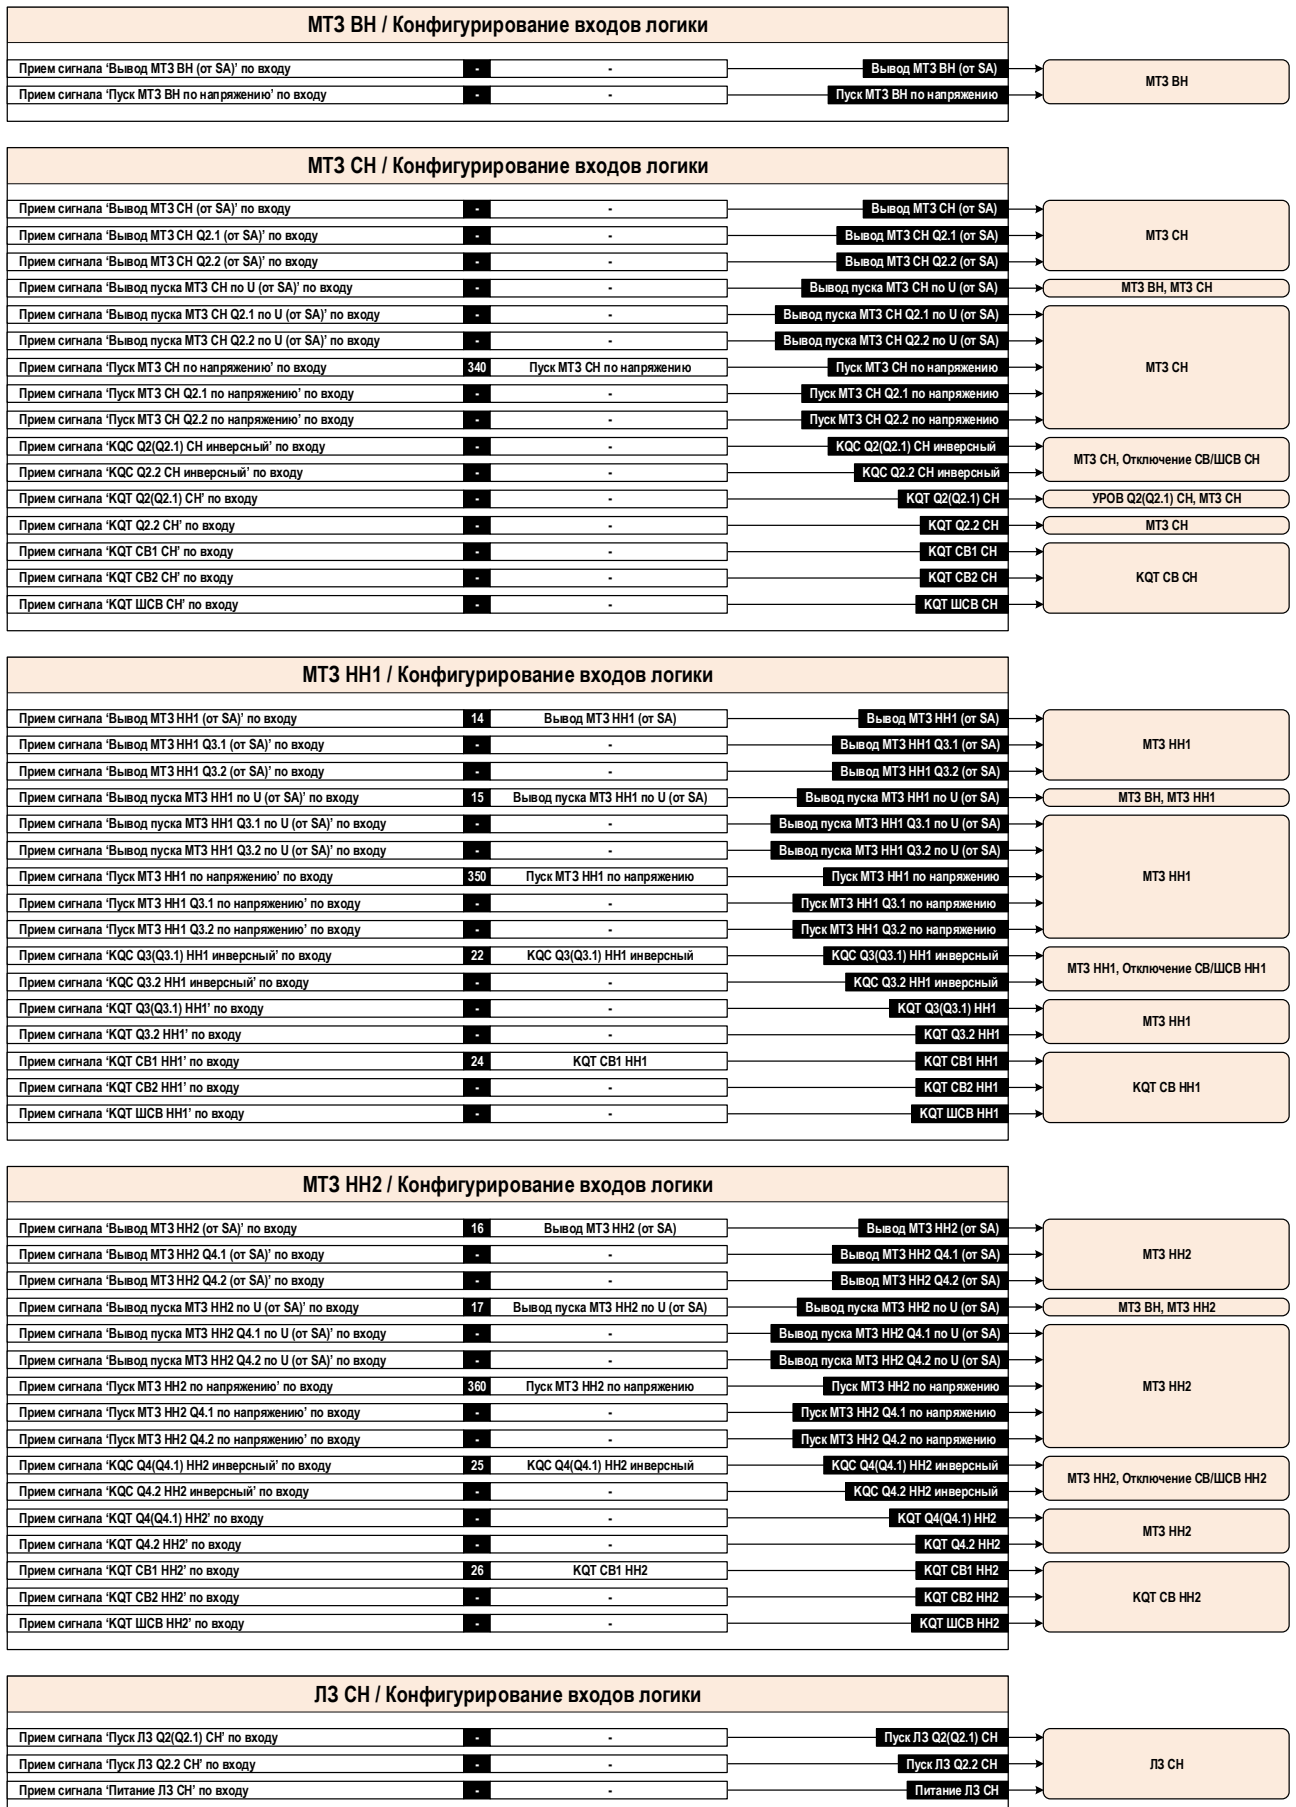 МТЗ ВН / Конфигурирование входов логики
Прием сигнала ‘Вывод МТЗ ВН (от SA)’ по входу - - Вывод МТЗ ВН (от SA)
МТЗ ВН
Прием сигнала ‘Пуск МТЗ ВН по напряжению’ по входу - - Пуск МТЗ ВН по напряжению
МТЗ СН / Конфигурирование входов логики
Прием сигнала ‘Вывод МТЗ СН (от SA)’ по входу - - Вывод МТЗ СН (от SA)
Прием сигнала ‘Вывод МТЗ СН Q2.1 (от SA)’ по входу - - Вывод МТЗ СН Q2.1 (от SA) МТЗ СН
Прием сигнала ‘Вывод МТЗ СН Q2.2 (от SA)’ по входу - - Вывод МТЗ СН Q2.2 (от SA)
Прием сигнала ‘Вывод пуска МТЗ СН по U (от SA)’ по входу - - Вывод пуска МТЗ СН по U (от SA) МТЗ ВН, МТЗ СН
Прием сигнала ‘Вывод пуска МТЗ СН Q2.1 по U (от SA)’ по входу - - Вывод пуска МТЗ СН Q2.1 по U (от SA)
Прием сигнала ‘Вывод пуска МТЗ СН Q2.2 по U (от SA)’ по входу - - Вывод пуска МТЗ СН Q2.2 по U (от SA)
Прием сигнала ‘Пуск МТЗ СН по напряжению’ по входу 340 Пуск МТЗ СН по напряжению Пуск МТЗ СН по напряжению МТЗ СН
Прием сигнала ‘Пуск МТЗ СН Q2.1 по напряжению’ по входу - - Пуск МТЗ СН Q2.1 по напряжению
Прием сигнала ‘Пуск МТЗ СН Q2.2 по напряжению’ по входу - - Пуск МТЗ СН Q2.2 по напряжению
Прием сигнала ‘KQC Q2(Q2.1) СН инверсный’ по входу - - KQC Q2(Q2.1) СН инверсный
МТЗ СН, Отключение СВ/ШСВ СН
Прием сигнала ‘KQC Q2.2 СН инверсный’ по входу - - KQC Q2.2 СН инверсный
Прием сигнала ‘KQT Q2(Q2.1) СН’ по входу - - KQT Q2(Q2.1) СН УРОВ Q2(Q2.1) СН, МТЗ СН
Прием сигнала ‘KQT Q2.2 СН’ по входу - - KQT Q2.2 СН МТЗ СН
Прием сигнала ‘KQT СВ1 СН’ по входу - - KQT СВ1 СН
Прием сигнала ‘KQT СВ2 СН’ по входу - - KQT СВ2 СН KQT СВ СН
Прием сигнала ‘KQT ШСВ СН’ по входу - - KQT ШСВ СН
МТЗ НН1 / Конфигурирование входов логики
Прием сигнала ‘Вывод МТЗ НН1 (от SA)’ по входу 14 Вывод МТЗ НН1 (от SA) Вывод МТЗ НН1 (от SA)
Прием сигнала ‘Вывод МТЗ НН1 Q3.1 (от SA)’ по входу - - Вывод МТЗ НН1 Q3.1 (от SA) МТЗ НН1
Прием сигнала ‘Вывод МТЗ НН1 Q3.2 (от SA)’ по входу - - Вывод МТЗ НН1 Q3.2 (от SA)
Прием сигнала ‘Вывод пуска МТЗ НН1 по U (от SA)’ по входу 15 Вывод пуска МТЗ НН1 по U (от SA) Вывод пуска МТЗ НН1 по U (от SA) МТЗ ВН, МТЗ НН1
Прием сигнала ‘Вывод пуска МТЗ НН1 Q3.1 по U (от SA)’ по входу - - Вывод пуска МТЗ НН1 Q3.1 по U (от SA)
Прием сигнала ‘Вывод пуска МТЗ НН1 Q3.2 по U (от SA)’ по входу - - Вывод пуска МТЗ НН1 Q3.2 по U (от SA)
Прием сигнала ‘Пуск МТЗ НН1 по напряжению’ по входу 350 Пуск МТЗ НН1 по напряжению Пуск МТЗ НН1 по напряжению МТЗ НН1
Прием сигнала ‘Пуск МТЗ НН1 Q3.1 по напряжению’ по входу - - Пуск МТЗ НН1 Q3.1 по напряжению
Прием сигнала ‘Пуск МТЗ НН1 Q3.2 по напряжению’ по входу - - Пуск МТЗ НН1 Q3.2 по напряжению
Прием сигнала ‘KQC Q3(Q3.1) НН1 инверсный’ по входу 22 KQC Q3(Q3.1) НН1 инверсный KQC Q3(Q3.1) НН1 инверсный
МТЗ НН1, Отключение СВ/ШСВ НН1
Прием сигнала ‘KQC Q3.2 НН1 инверсный’ по входу - - KQC Q3.2 НН1 инверсный
Прием сигнала ‘KQT Q3(Q3.1) НН1’ по входу - - KQT Q3(Q3.1) НН1
МТЗ НН1
Прием сигнала ‘KQT Q3.2 НН1’ по входу - - KQT Q3.2 НН1
Прием сигнала ‘KQT СВ1 НН1’ по входу 24 KQT СВ1 НН1 KQT СВ1 НН1
Прием сигнала ‘KQT СВ2 НН1’ по входу - - KQT СВ2 НН1 KQT СВ НН1
Прием сигнала ‘KQT ШСВ НН1’ по входу - - KQT ШСВ НН1
МТЗ НН2 / Конфигурирование входов логики
Прием сигнала ‘Вывод МТЗ НН2 (от SA)’ по входу 16 Вывод МТЗ НН2 (от SA) Вывод МТЗ НН2 (от SA)
Прием сигнала ‘Вывод МТЗ НН2 Q4.1 (от SA)’ по входу - - Вывод МТЗ НН2 Q4.1 (от SA) МТЗ НН2
Прием сигнала ‘Вывод МТЗ НН2 Q4.2 (от SA)’ по входу - - Вывод МТЗ НН2 Q4.2 (от SA)
Прием сигнала ‘Вывод пуска МТЗ НН2 по U (от SA)’ по входу 17 Вывод пуска МТЗ НН2 по U (от SA) Вывод пуска МТЗ НН2 по U (от SA) МТЗ ВН, МТЗ НН2
Прием сигнала ‘Вывод пуска МТЗ НН2 Q4.1 по U (от SA)’ по входу - - Вывод пуска МТЗ НН2 Q4.1 по U (от SA)
Прием сигнала ‘Вывод пуска МТЗ НН2 Q4.2 по U (от SA)’ по входу - - Вывод пуска МТЗ НН2 Q4.2 по U (от SA)
Прием сигнала ‘Пуск МТЗ НН2 по напряжению’ по входу 360 Пуск МТЗ НН2 по напряжению Пуск МТЗ НН2 по напряжению МТЗ НН2
Прием сигнала ‘Пуск МТЗ НН2 Q4.1 по напряжению’ по входу - - Пуск МТЗ НН2 Q4.1 по напряжению
Прием сигнала ‘Пуск МТЗ НН2 Q4.2 по напряжению’ по входу - - Пуск МТЗ НН2 Q4.2 по напряжению
Прием сигнала ‘KQC Q4(Q4.1) НН2 инверсный’ по входу 25 KQC Q4(Q4.1) НН2 инверсный KQC Q4(Q4.1) НН2 инверсный
МТЗ НН2, Отключение СВ/ШСВ НН2
Прием сигнала ‘KQC Q4.2 НН2 инверсный’ по входу - - KQC Q4.2 НН2 инверсный
Прием сигнала ‘KQT Q4(Q4.1) НН2’ по входу - - KQT Q4(Q4.1) НН2
МТЗ НН2
Прием сигнала ‘KQT Q4.2 НН2’ по входу - - KQT Q4.2 НН2
Прием сигнала ‘KQT СВ1 НН2’ по входу 26 KQT СВ1 НН2 KQT СВ1 НН2
Прием сигнала ‘KQT СВ2 НН2’ по входу - - KQT СВ2 НН2 KQT СВ НН2
Прием сигнала ‘KQT ШСВ НН2’ по входу - - KQT ШСВ НН2
ЛЗ СН / Конфигурирование входов логики
Прием сигнала ‘Пуск ЛЗ Q2(Q2.1) СН’ по входу - - Пуск ЛЗ Q2(Q2.1) СН
Прием сигнала ‘Пуск ЛЗ Q2.2 СН’ по входу - - Пуск ЛЗ Q2.2 СН ЛЗ СН
Прием сигнала ‘Питание ЛЗ СН’ по входу - - Питание ЛЗ СН